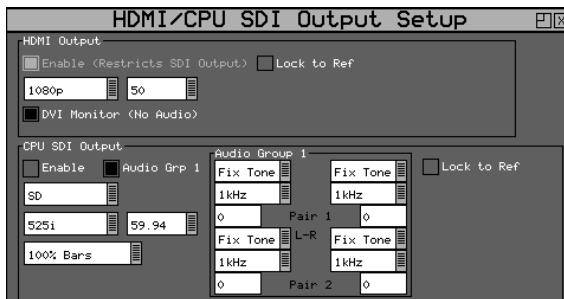 HDMI/CPU SDI Output Setup
HDMI Output
Enable (Restricts SDI Output) Lock to Ref
1080p 50
DVI Monitor (No Audio)
CPU SDI Output
Enable Audio Grp 1
SD
525i 59.94
100% Bars
Audio Group 1
Fix Tone Fix Tone
1kHz 1kHz
0 Pair 1 0
Fix Tone L-R Fix Tone
1kHz 1kHz
0 Pair 2 0
Lock to Ref